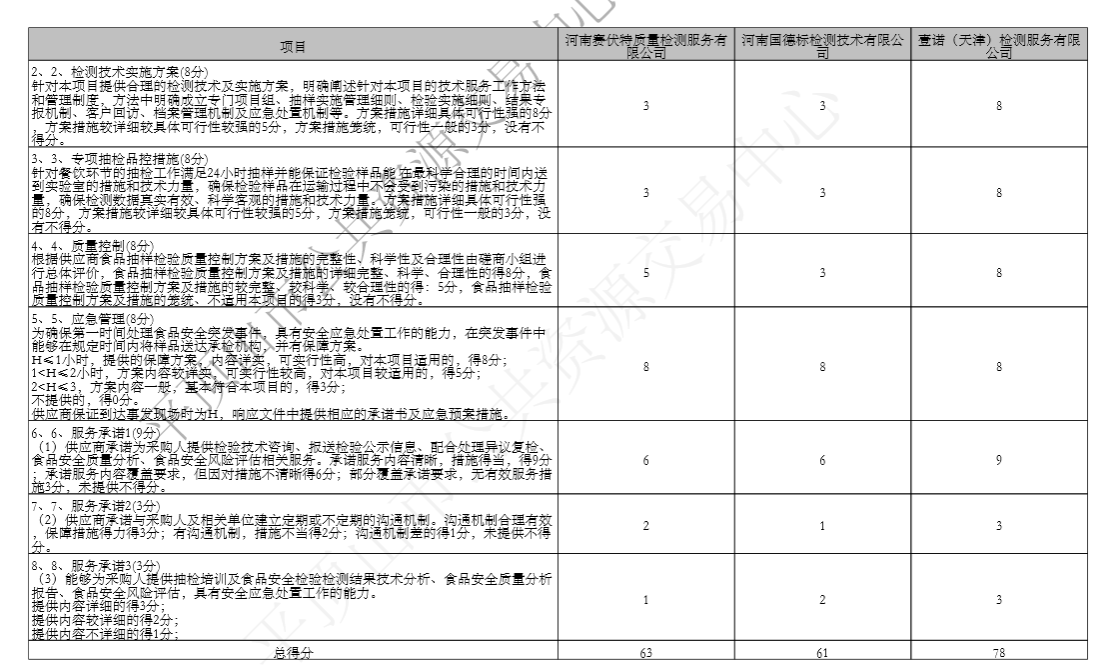 项目 河南赛伏特质量检测服务有限公司 河南国德标检测技术有限公司 壹诺（天津）检测服务有限公司
2、2、检测技术实施方案(8分)
针对本项目提供合理的检测技术及实施方案，明确阐述针对本项目的技术服务工作方法
和管理制度，方法中明确成立专门项目组、抽样实施管理细则、检验实施细则、结果专
报机制、客户回访、档案管理机制及应急处置机制等。方案措施详细具体可行性强的8分
，方案措施较详细较具体可行性较强的5分，方案措施笼统，可行性一般的3分，没有不
得分。
3 3 8
3、3、专项抽检品控措施(8分)
针对餐饮环节的抽检工作满足24小时抽样并能保证检验样品能 在最科学合理的时间内送
到实验室的措施和技术力量，确保检验样品在运输过程中不会受到污染的措施和技术力
量，确保检测数据真实有效、科学客观的措施和技术力量。方案措施详细具体可行性强
的8分，方案措施较详细较具体可行性较强的5分，方案措施笼统，可行性一般的3分，没
有不得分。
3 3 8
4、4、质量控制(8分)
根据供应商食品抽样检验质量控制方案及措施的完整性、科学性及合理性由磋商小组进
行总体评价，食品抽样检验质量控制方案及措施的详细完整、科学、合理性的得8分，食
品抽样检验质量控制方案及措施的较完整、较科学、较合理性的得：5分，食品抽样检验
质量控制方案及措施的笼统、不适用本项目的得3分，没有不得分。
5 3 8
5、5、应急管理(8分)
为确保第一时间处理食品安全突发事件，具有安全应急处置工作的能力，在突发事件中
能够在规定时间内将样品送达承检机构，并有保障方案。
H≤1小时，提供的保障方案，内容详实，可实行性高，对本项目适用的，得8分；
1<H≤2小时，方案内容较详实，可实行性较高，对本项目较适用的，得5分；
2<H≤3，方案内容一般，基本符合本项目的，得3分；
不提供的，得0分。
供应商保证到达事发现场时为H，响应文件中提供相应的承诺书及应急预案措施。
8 8 8
6、6、服务承诺1(9分)
（1）供应商承诺为采购人提供检验技术咨询、报送检验公示信息、配合处理异议复检、
食品安全质量分析、食品安全风险评估相关服务。承诺服务内容清晰，措施得当，得9分
；承诺服务内容覆盖要求，但因对措施不清晰得6分；部分覆盖承诺要求，无有效服务措
施3分，未提供不得分。
6 6 9
7、7、服务承诺2(3分)
（2）供应商承诺与采购人及相关单位建立定期或不定期的沟通机制。沟通机制合理有效
，保障措施得力得3分；有沟通机制，措施不当得2分；沟通机制差的得1分，未提供不得
分。
2 1 3
8、8、服务承诺3(3分)
（3）能够为采购人提供抽检培训及食品安全检验检测结果技术分析、食品安全质量分析
报告、食品安全风险评估，具有安全应急处置工作的能力。
提供内容详细的得3分；
提供内容较详细的得2分；
提供内容不详细的得1分；
1 2 3
总得分 63 61 78
平顶山市公共资源交易中心
平顶山市公共资源交易中心